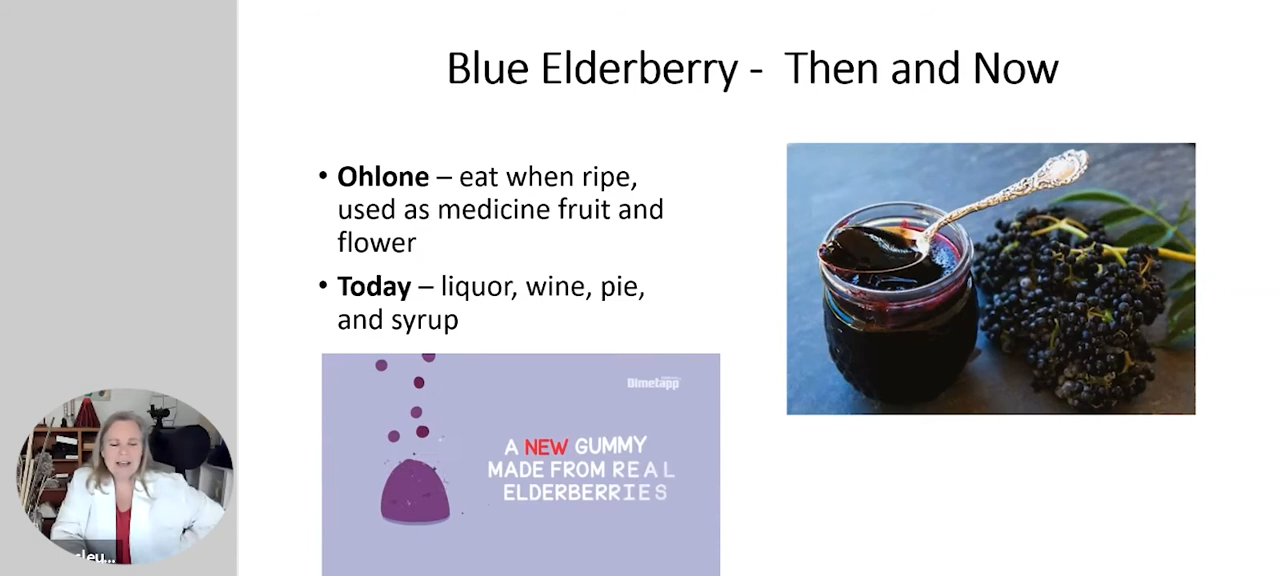 Blue Elderberry - Then and Now
• Ohlone – eat when ripe,
used as medicine fruit and
flower
• Today – liquor, wine, pie,
and syrup
Dimetapp
A NEW GUMMY
MADE FROM REAL
ELDERBERRIES